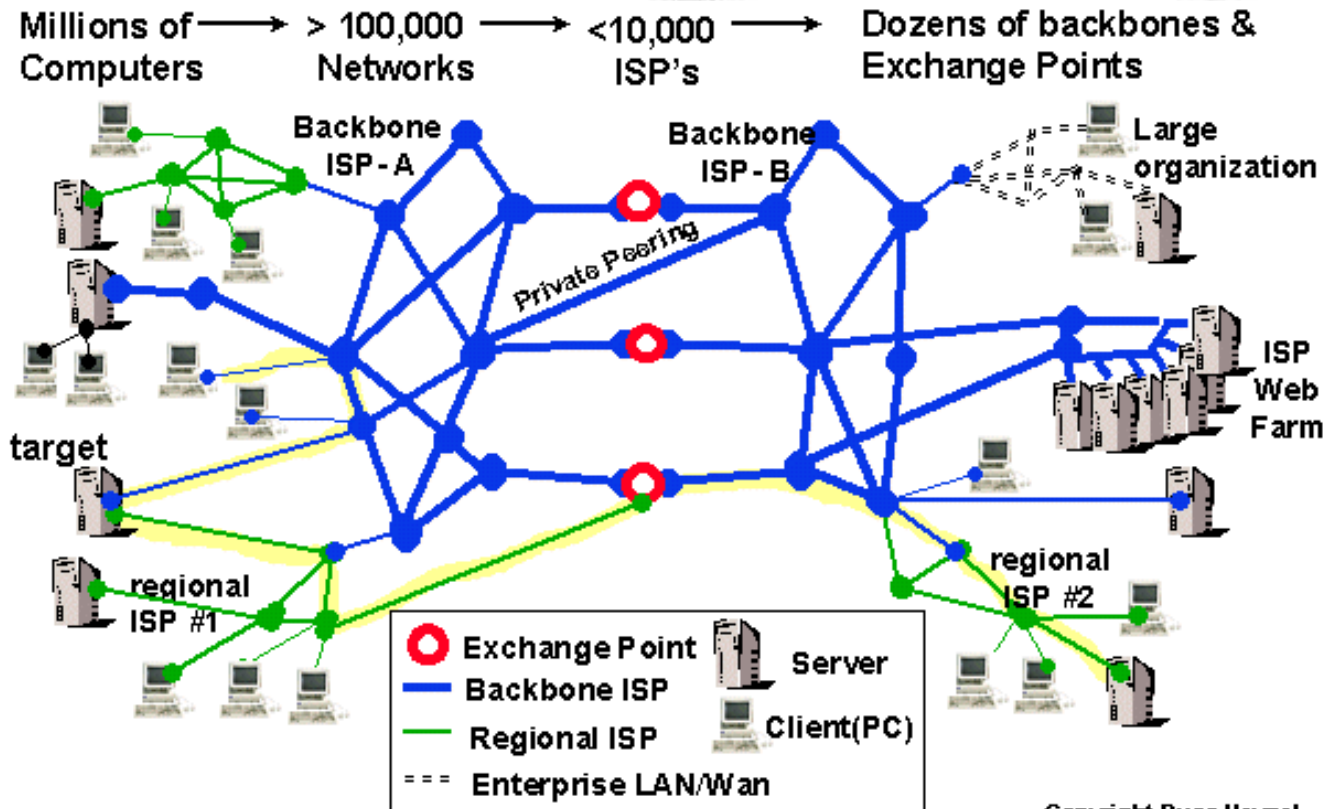 Millions of → > 100,000 → <10,000 → Dozens of backbones &
Computers Networks ISP's Exchange Points
Backbone
ISP-A
Backbone
ISP-B
Large
organization
Private Peering
ISP
Web
Farm
target
regional
ISP #1
regional
ISP #2
Exchange Point
Backbone ISP
Regional ISP
Enterprise LAN/Wan
Server
Client(PC)